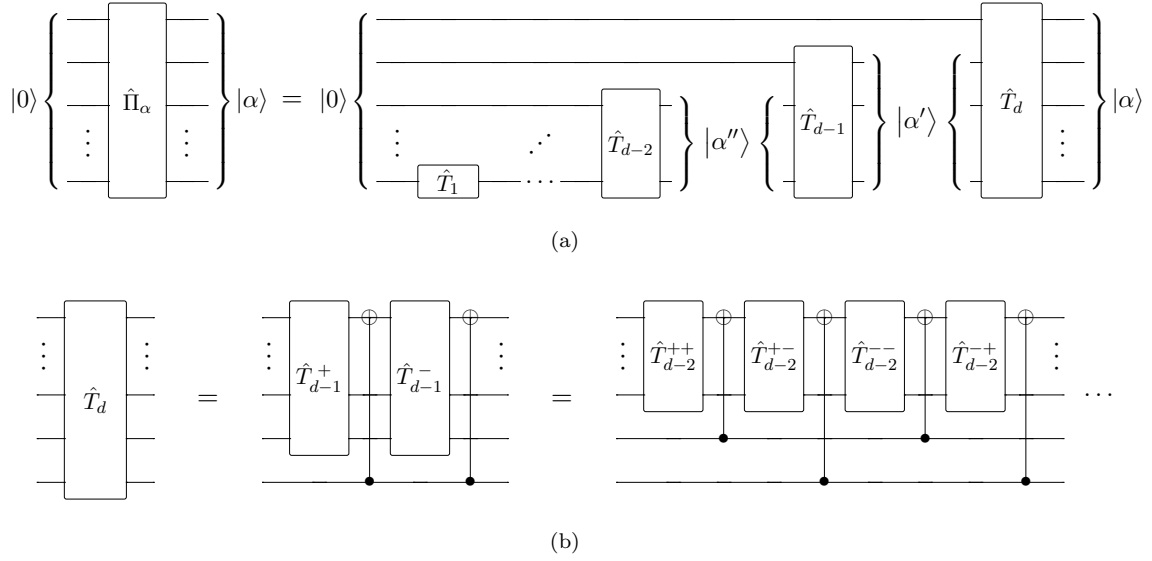 |0⟩ { Π̂_α } |α⟩ = |0⟩ { T̂_1 ⋯ T̂_{d−2} } |α″⟩ { T̂_{d−1} } |α′⟩ { T̂_d } |α⟩
(a)
T̂_d = T̂_{d−1}^{+} T̂_{d−1}^{−} = T̂_{d−2}^{++} T̂_{d−2}^{+−} T̂_{d−2}^{−−} T̂_{d−2}^{−+} ⋯
(b)